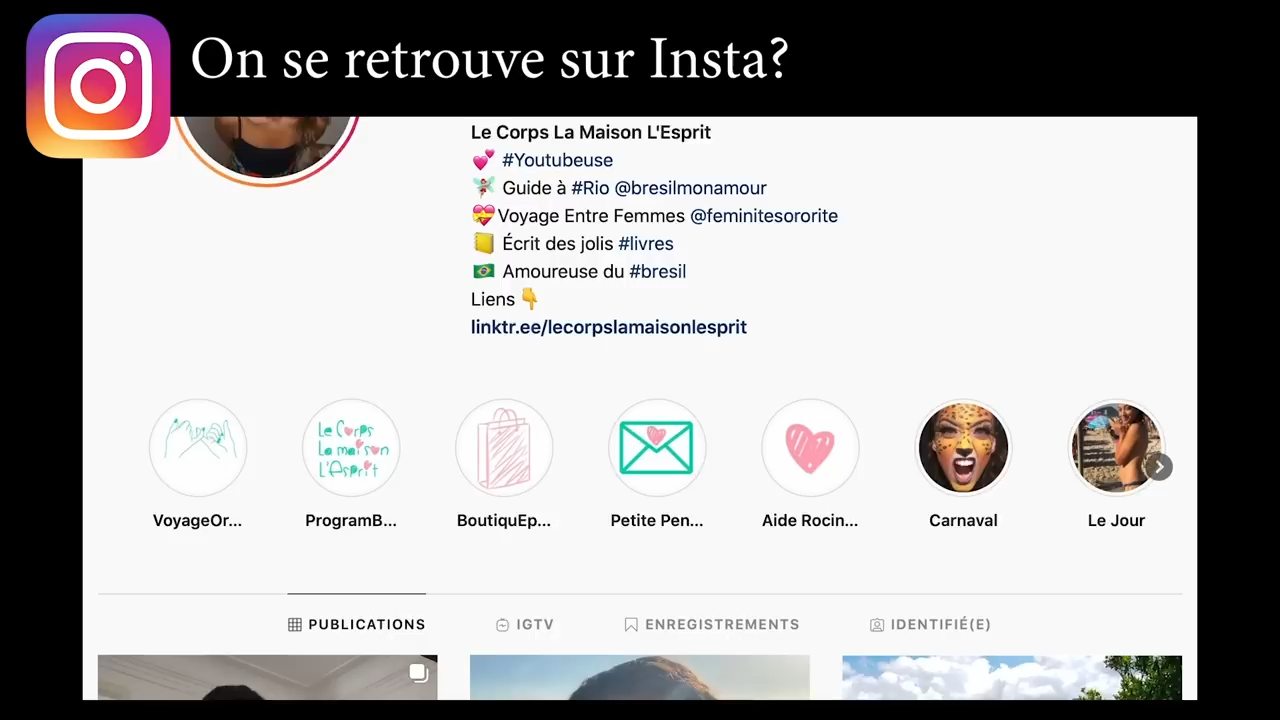 On se retrouve sur Insta?
Le Corps La Maison L'Esprit
💕 #Youtubeuse
🧚 Guide à #Rio @bresilmonamour
💝Voyage Entre Femmes @feminitesororite
📒 Écrit des jolis #livres
🇧🇷 Amoureuse du #bresil
Liens 👇
linktr.ee/lecorpslamaisonlesprit
Le Corps
La maison
L'Esprit
VoyageOr...
ProgramB...
BoutiquEp...
Petite Pen...
Aide Rocin...
Carnaval
Le Jour
PUBLICATIONS
IGTV
ENREGISTREMENTS
IDENTIFIÉ(E)